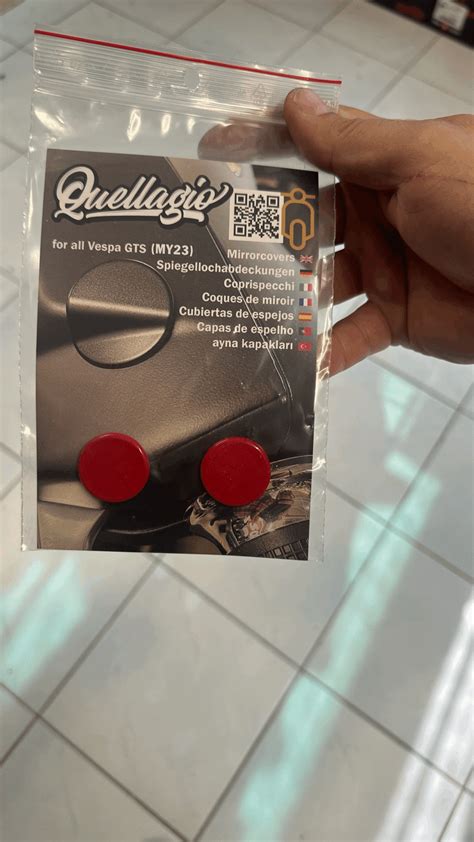 Quellagio
for all Vespa GTS (MY23)
Mirrorcovers
Spiegellochabdeckungen
Coprispecchi
Coques de miroir
Cubiertas de espejos
Capas de espelho
ayna kapakları